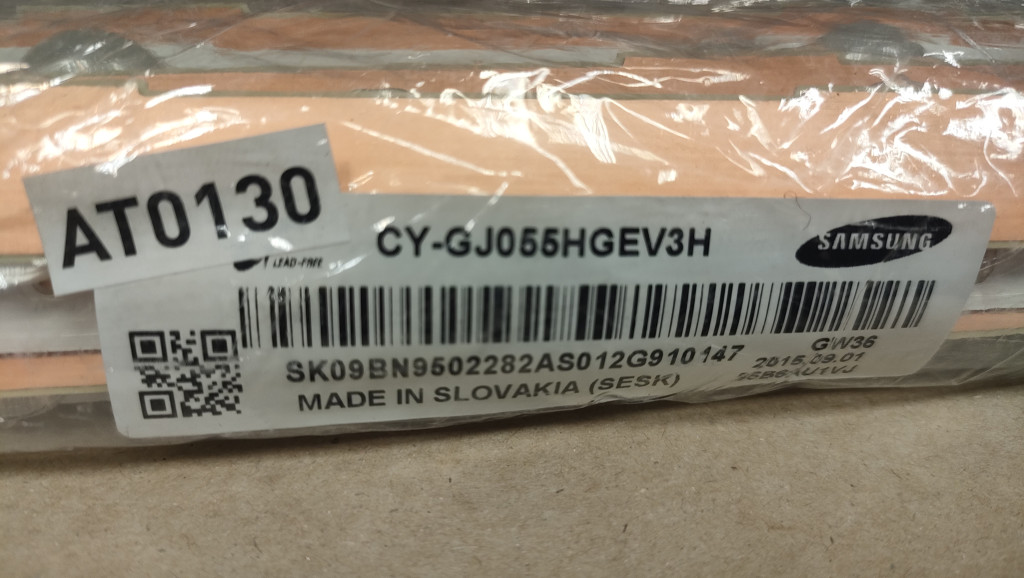 AT0130
LEAD-FREE
CY-GJ055HGEV3H
SAMSUNG
SK09BN9502282AS012G910147
GW36
2015.09.01
MADE IN SLOVAKIA (SESK)